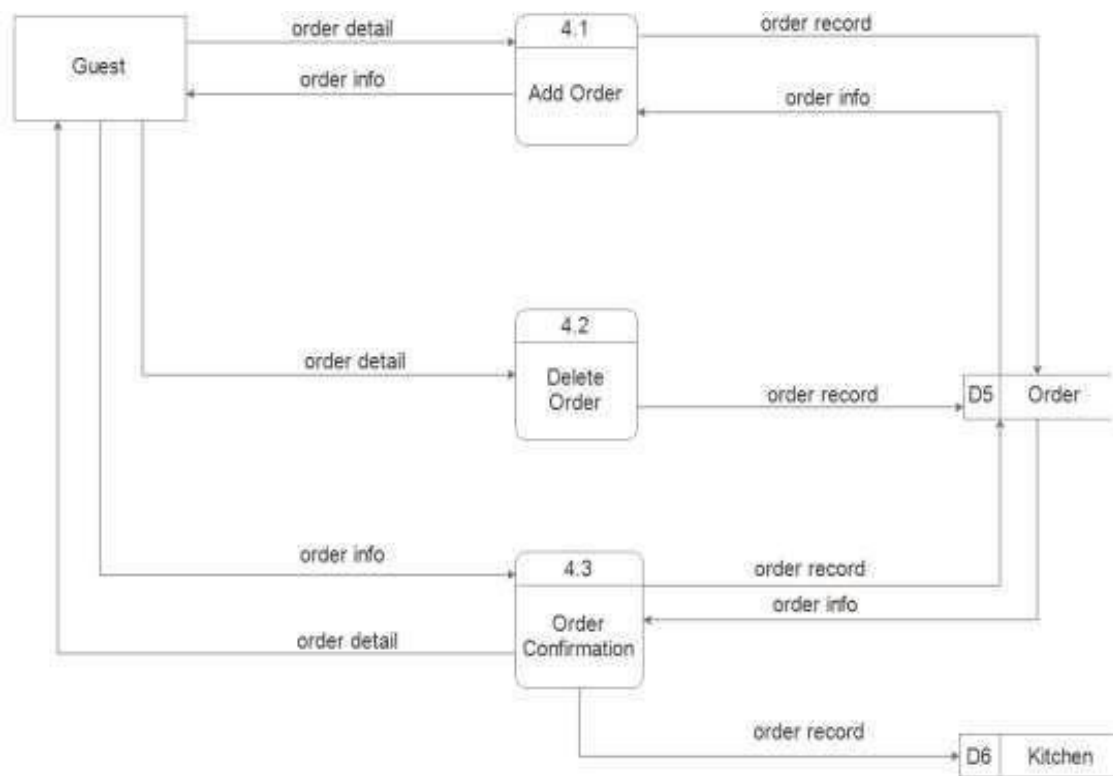 order detail
4.1
order record
Guest
order info
Add Order
order info
4.2
order detail
Delete
Order
order record
D5
Order
order info
4.3
order record
order info
order detail
Order
Confirmation
order record
D6
Kitchen